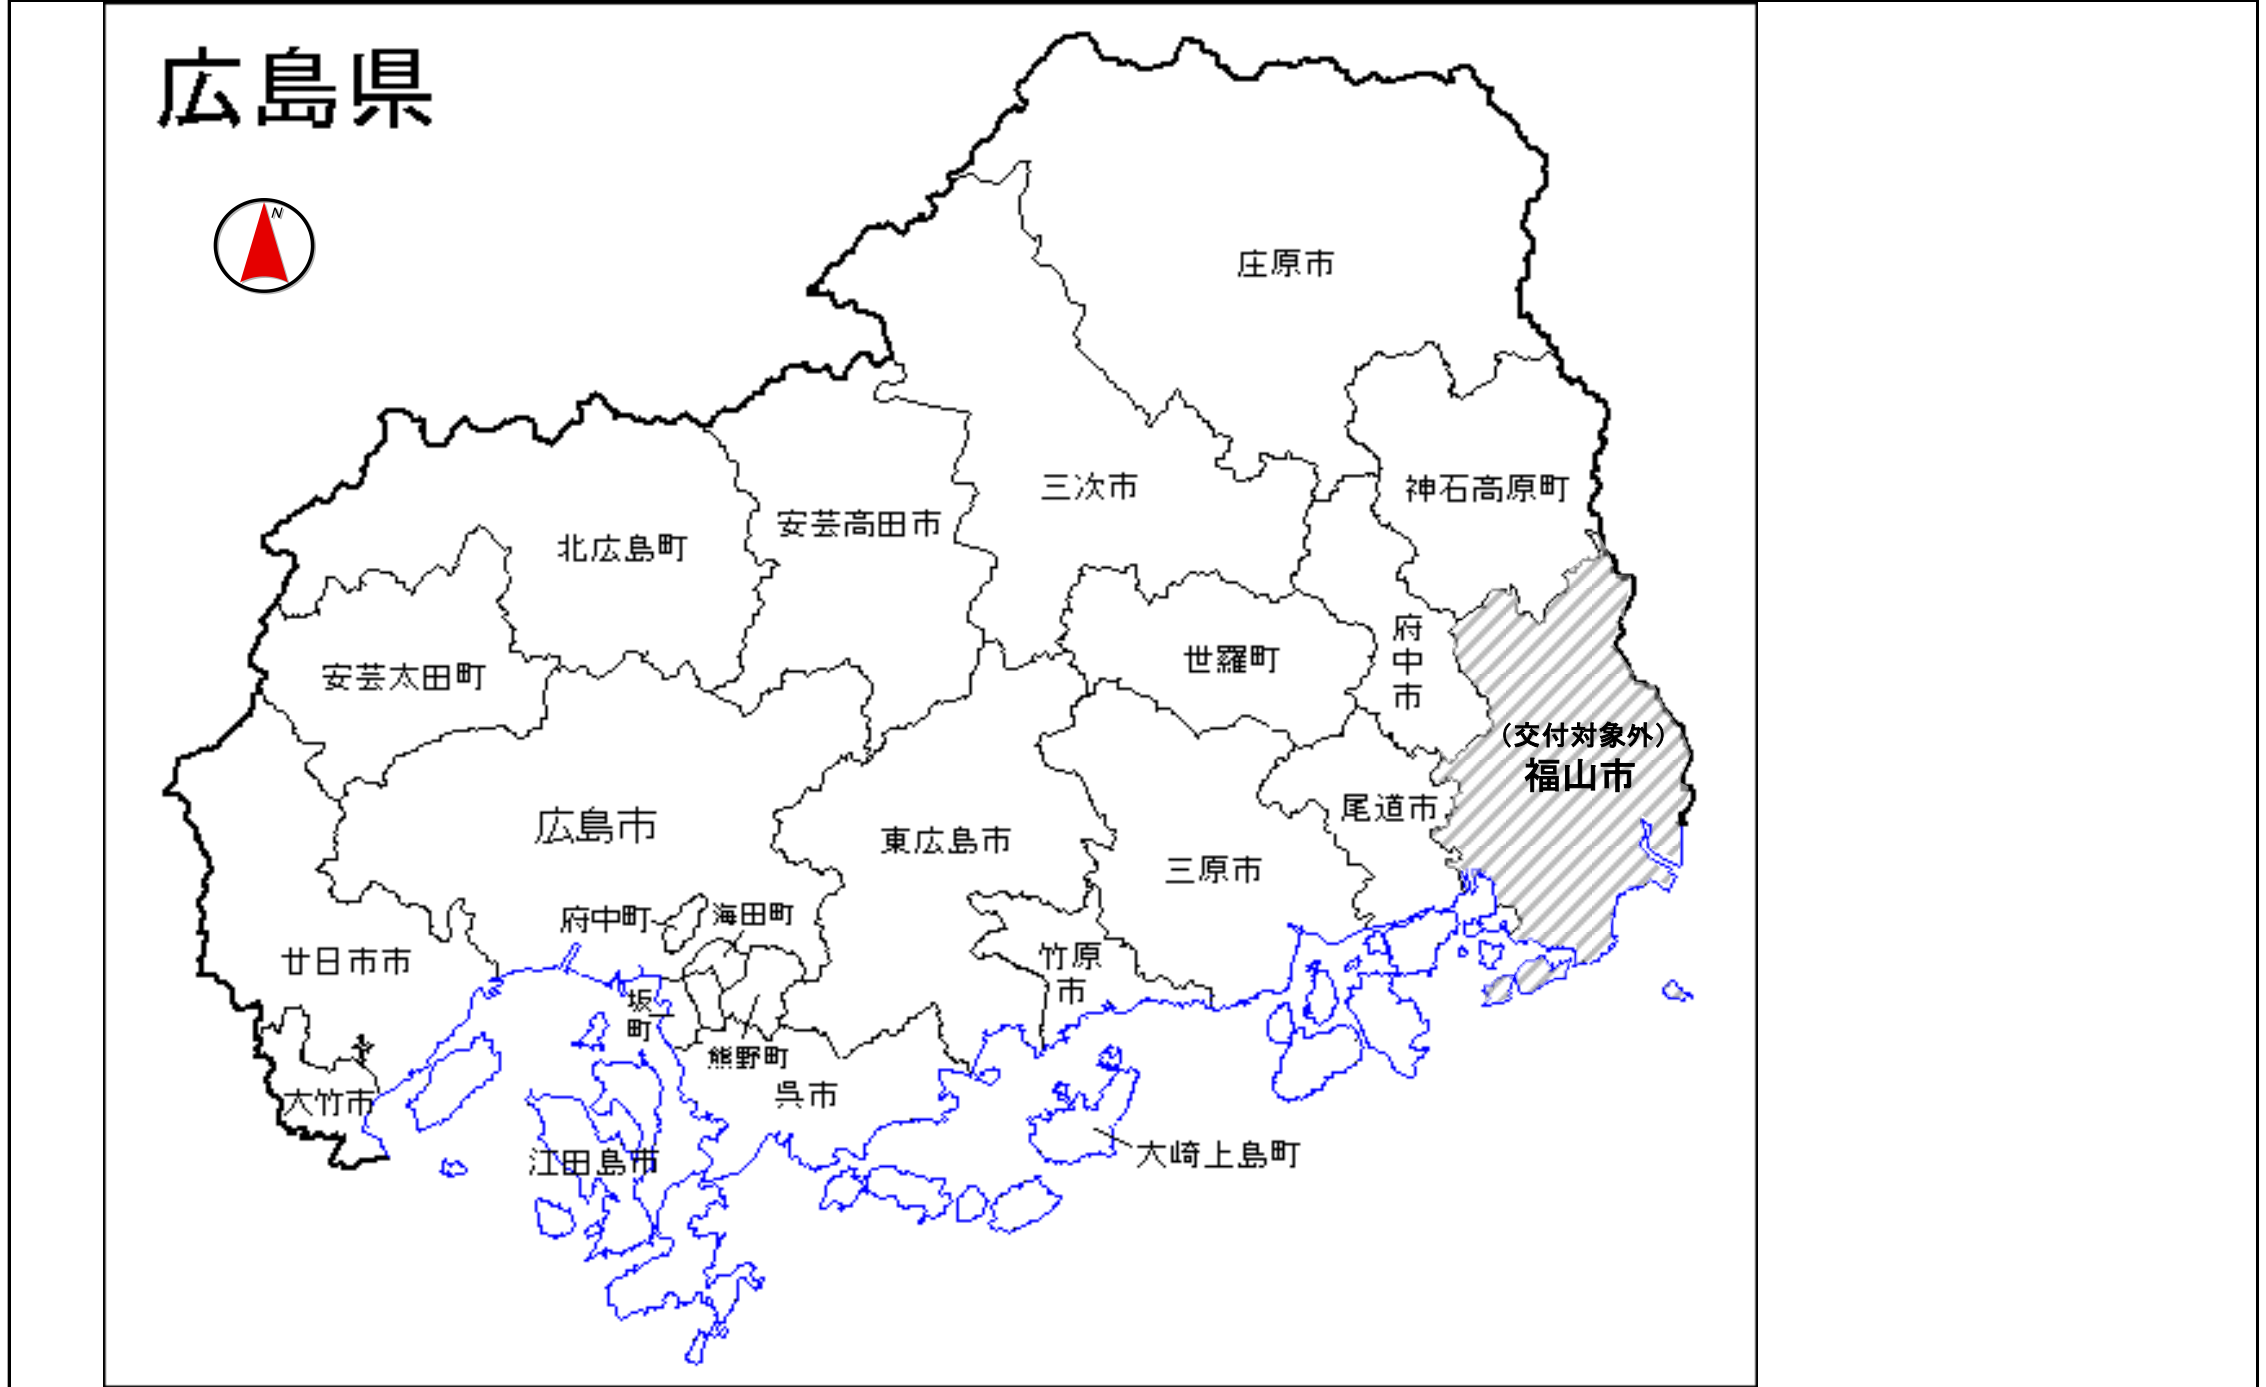 広島県
N
庄原市
三次市
神石高原町
安芸高田市
北広島町
府
中
市
世羅町
安芸太田町
（交付対象外）
福山市
尾道市
広島市
東広島市
三原市
府中町
海田町
竹原
市
廿日市市
坂
町
熊野町
呉市
大竹市
江田島市
大崎上島町